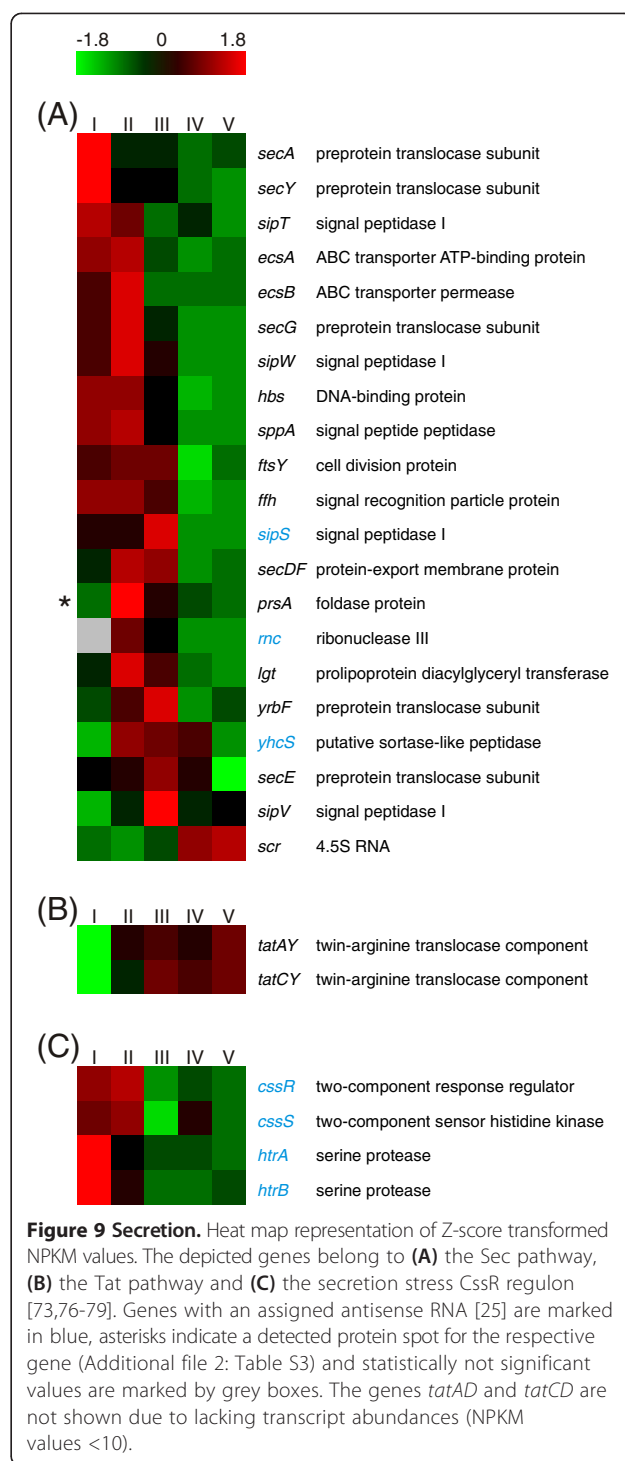 -1.8 0 1.8
(A)
I II III IV V
secA preprotein translocase subunit
secY preprotein translocase subunit
sipT signal peptidase I
ecsA ABC transporter ATP-binding protein
ecsB ABC transporter permease
secG preprotein translocase subunit
sipW signal peptidase I
hbs DNA-binding protein
sppA signal peptide peptidase
ftsY cell division protein
ffh signal recognition particle protein
sipS signal peptidase I
secDF protein-export membrane protein
* prsA foldase protein
rnc ribonuclease III
lgt prolipoprotein diacylglyceryl transferase
yrbF preprotein translocase subunit
yhcS putative sortase-like peptidase
secE preprotein translocase subunit
sipV signal peptidase I
scr 4.5S RNA
(B)
I II III IV V
tatAY twin-arginine translocase component
tatCY twin-arginine translocase component
(C)
I II III IV V
cssR two-component response regulator
cssS two-component sensor histidine kinase
htrA serine protease
htrB serine protease
Figure 9 Secretion. Heat map representation of Z-score transformed
NPKM values. The depicted genes belong to (A) the Sec pathway,
(B) the Tat pathway and (C) the secretion stress CssR regulon
[73,76-79]. Genes with an assigned antisense RNA [25] are marked
in blue, asterisks indicate a detected protein spot for the respective
gene (Additional file 2: Table S3) and statistically not significant
values are marked by grey boxes. The genes tatAD and tatCD are
not shown due to lacking transcript abundances (NPKM
values <10).